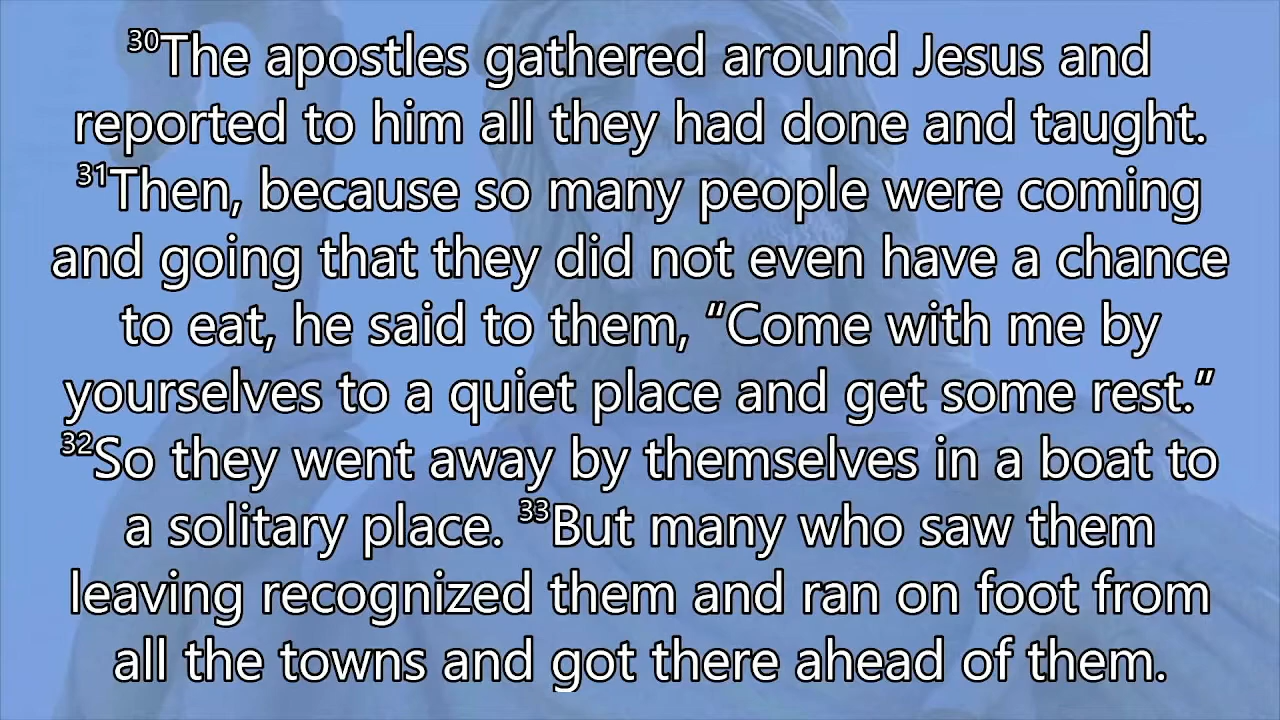 ³⁰The apostles gathered around Jesus and
reported to him all they had done and taught.
³¹Then, because so many people were coming
and going that they did not even have a chance
to eat, he said to them, “Come with me by
yourselves to a quiet place and get some rest.”
³²So they went away by themselves in a boat to
a solitary place. ³³But many who saw them
leaving recognized them and ran on foot from
all the towns and got there ahead of them.